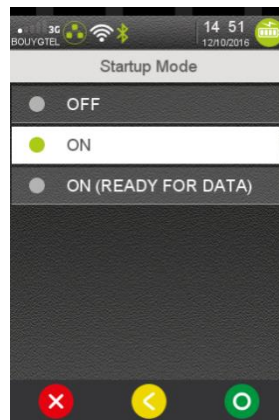 3G 14 51
BOUYGTEL 12/10/2016
Startup Mode
OFF
ON
ON (READY FOR DATA)